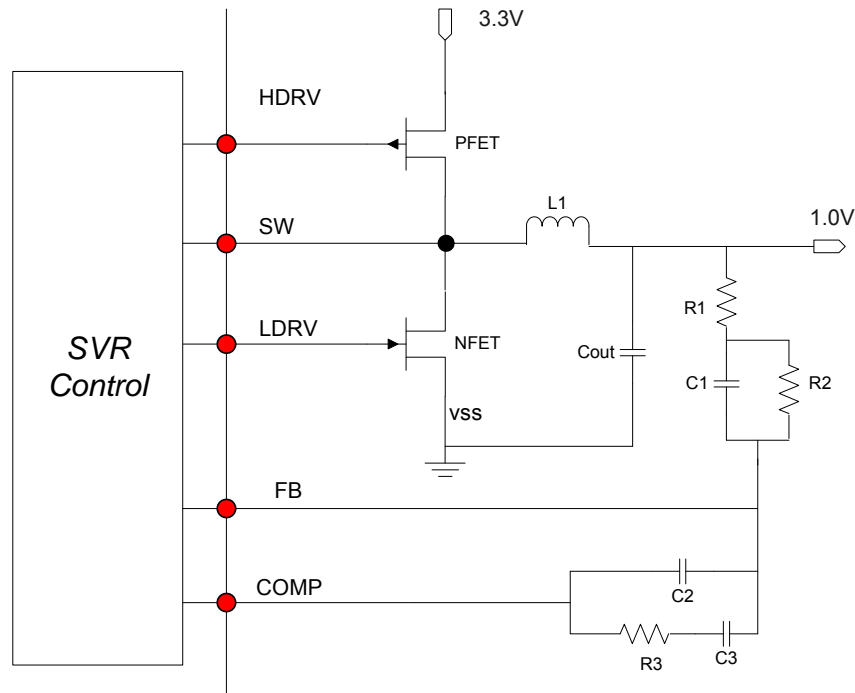 3.3V
HDRV
PFET
L1
SW
1.0V
R1
LDRV
NFET
SVR
Control
Cout
C1
R2
vss
FB
COMP
C2
R3
C3